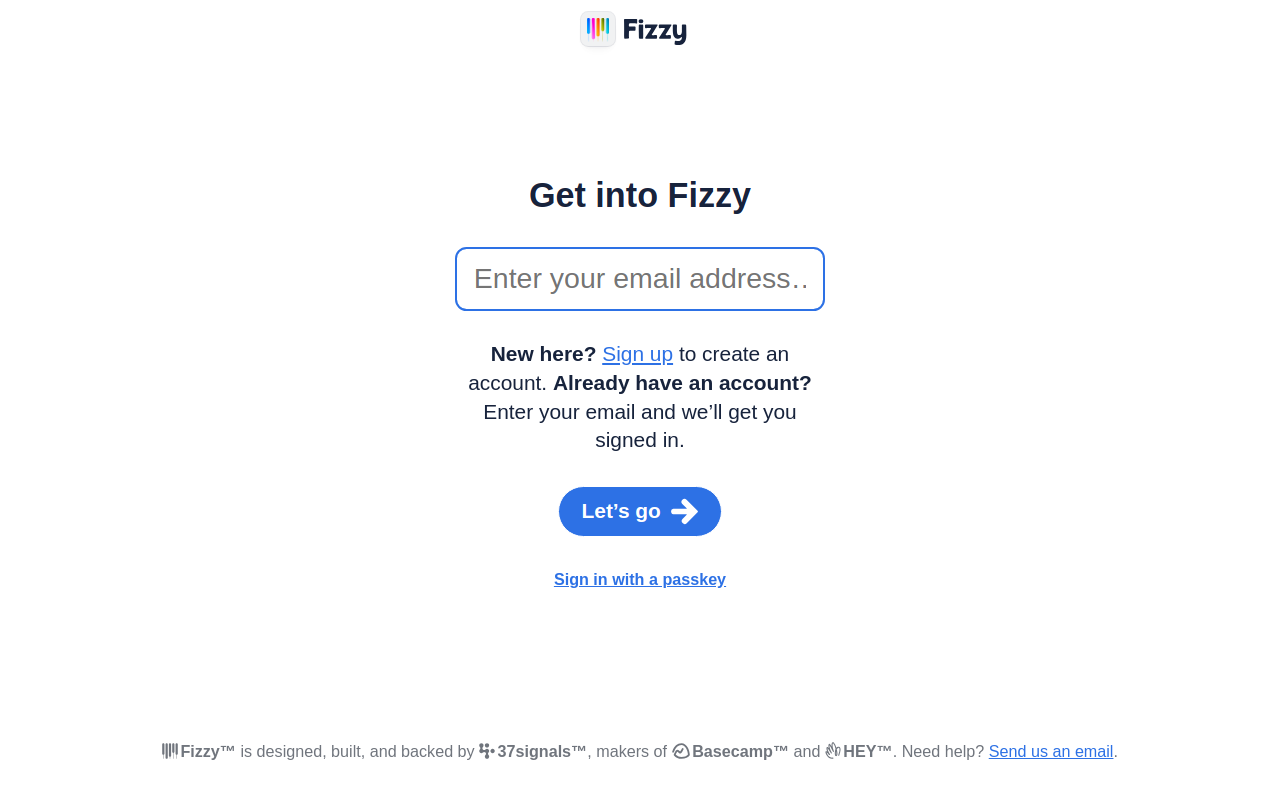 Fizzy
Get into Fizzy
Enter your email address..
New here? Sign up to create an
account. Already have an account?
Enter your email and we’ll get you
signed in.
Let’s go
Sign in with a passkey
Fizzy™ is designed, built, and backed by 37signals™, makers of Basecamp™ and HEY™. Need help? Send us an email.